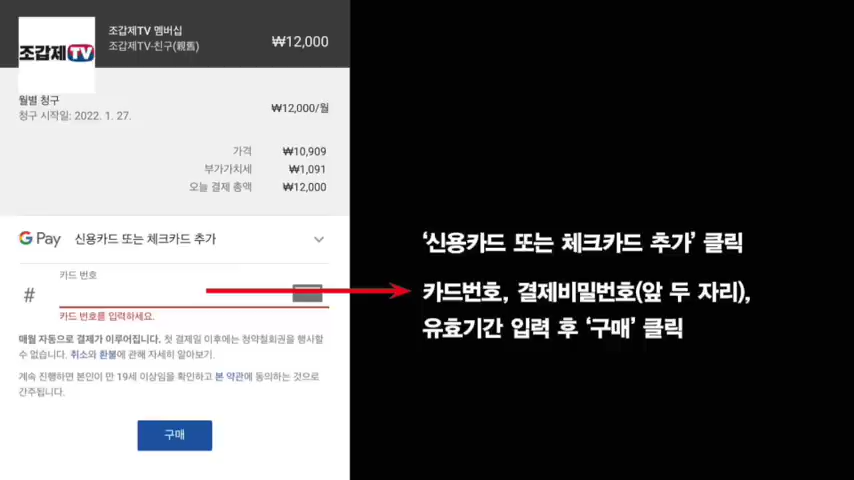 조갑제TV 멤버십
조갑제TV-친구(親舊)
₩12,000
조갑제TV
월별 청구
청구 시작일: 2022. 1. 27.
₩12,000/월
가격 ₩10,909
부가가치세 ₩1,091
오늘 결제 총액 ₩12,000
G Pay 신용카드 또는 체크카드 추가
카드 번호
#
카드 번호를 입력하세요.
매월 자동으로 결제가 이루어집니다. 첫 결제일 이후에는 청약철회권을 행사할
수 없습니다. 취소와 환불에 관해 자세히 알아보기.
계속 진행하면 본인이 만 19세 이상임을 확인하고 본 약관에 동의하는 것으로
간주됩니다.
구매
‘신용카드 또는 체크카드 추가’ 클릭
카드번호, 결제비밀번호(앞 두 자리),
유효기간 입력 후 ‘구매’ 클릭